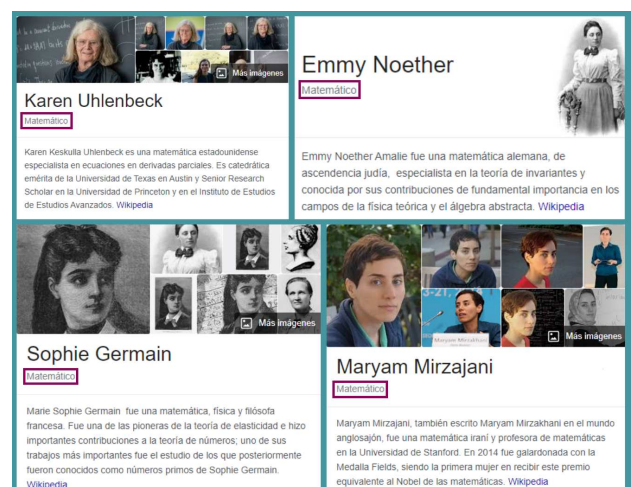 Más imágenes
Karen Uhlenbeck
Matemático
Karen Keskulla Uhlenbeck es una matemática estadounidense
especialista en ecuaciones en derivadas parciales. Es catedrática
emérita de la Universidad de Texas en Austin y Senior Research
Scholar en la Universidad de Princeton y en el Instituto de Estudios
de Estudios Avanzados. Wikipedia
Emmy Noether
Matemático
Emmy Noether Amalie fue una matemática alemana, de
ascendencia judía, especialista en la teoría de invariantes y
conocida por sus contribuciones de fundamental importancia en los
campos de la física teórica y el álgebra abstracta. Wikipedia
Más imágenes
Sophie Germain
Matemático
Marie Sophie Germain fue una matemática, física y filósofa
francesa. Fue una de las pioneras de la teoría de elasticidad e hizo
importantes contribuciones a la teoría de números; uno de sus
trabajos más importantes fue el estudio de los que posteriormente
fueron conocidos como números primos de Sophie Germain.
Wikipedia
Maryam Mirzakhani
Más imágenes
Maryam Mirzajani
Matemático
Maryam Mirzajani, también escrito Maryam Mirzakhani en el mundo
anglosajón, fue una matemática iraní y profesora de matemáticas
en la Universidad de Stanford. En 2014 fue galardonada con la
Medalla Fields, siendo la primera mujer en recibir este premio
equivalente al Nobel de las matemáticas. Wikipedia